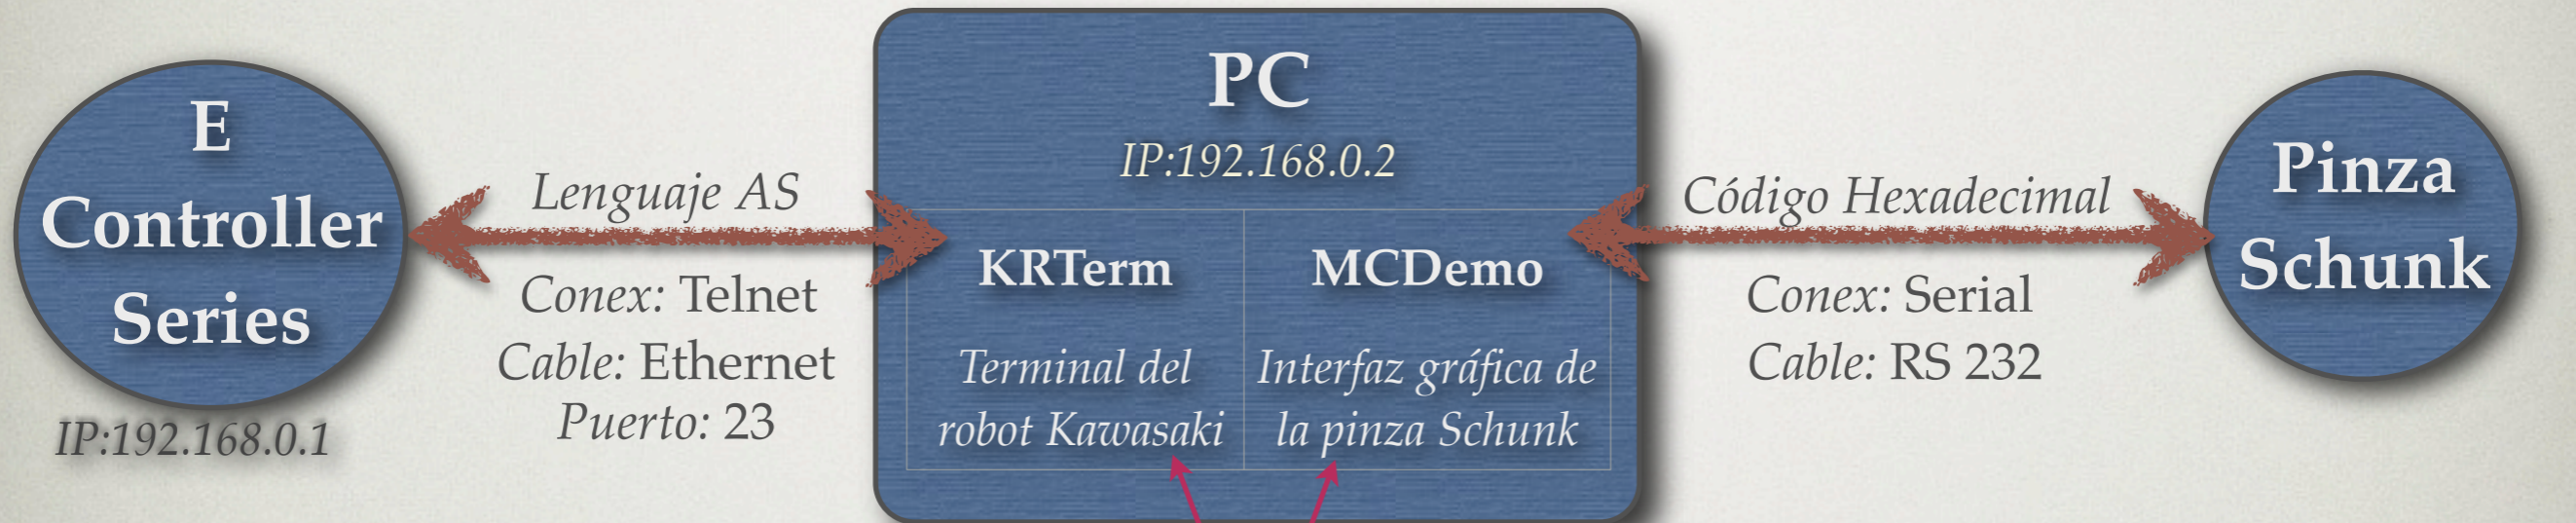 E
Controller
Series
IP:192.168.0.1
Lenguaje AS
Conex: Telnet
Cable: Ethernet
Puerto: 23
PC
IP:192.168.0.2
KRTerm
Terminal del
robot Kawasaki
MCDemo
Interfaz gráfica de
la pinza Schunk
Código Hexadecimal
Conex: Serial
Cable: RS 232
Pinza
Schunk